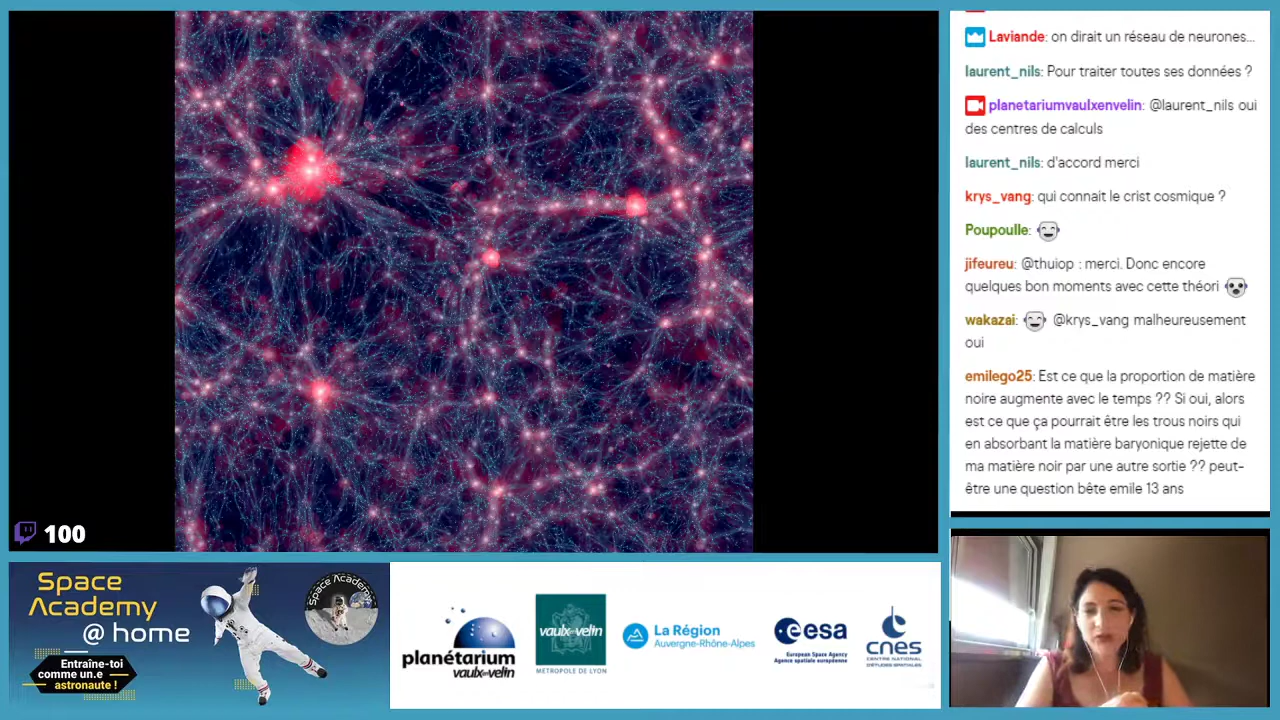 Laviande: on dirait un réseau de neurones...
laurent_nils: Pour traiter toutes ses données ?
planetariumvaulxenvelin: @laurent_nils oui
des centres de calculs
laurent_nils: d'accord merci
krys_vang: qui connait le crist cosmique ?
Poupoulle:
jifeureu: @thuiop : merci. Donc encore
quelques bon moments avec cette théori
wakazai: @krys_vang malheureusement
oui
emilego25: Est ce que la proportion de matière
noire augmente avec le temps ?? Si oui, alors
est ce que ça pourrait être les trous noirs qui
en absorbant la matière baryonique rejette de
ma matière noir par une autre sortie ?? peut-
être une question bête emile 13 ans
100
Space
Academy
@ home
Entraîne-toi
comme un.e
astronaute !
Space Academy
planétarium
vaulx en velin
vaulx en velin
MÉTROPOLE DE LYON
La Région
Auvergne-Rhône-Alpes
esa
European Space Agency
Agence spatiale européenne
cnes
CENTRE NATIONAL
D'ÉTUDES SPATIALES